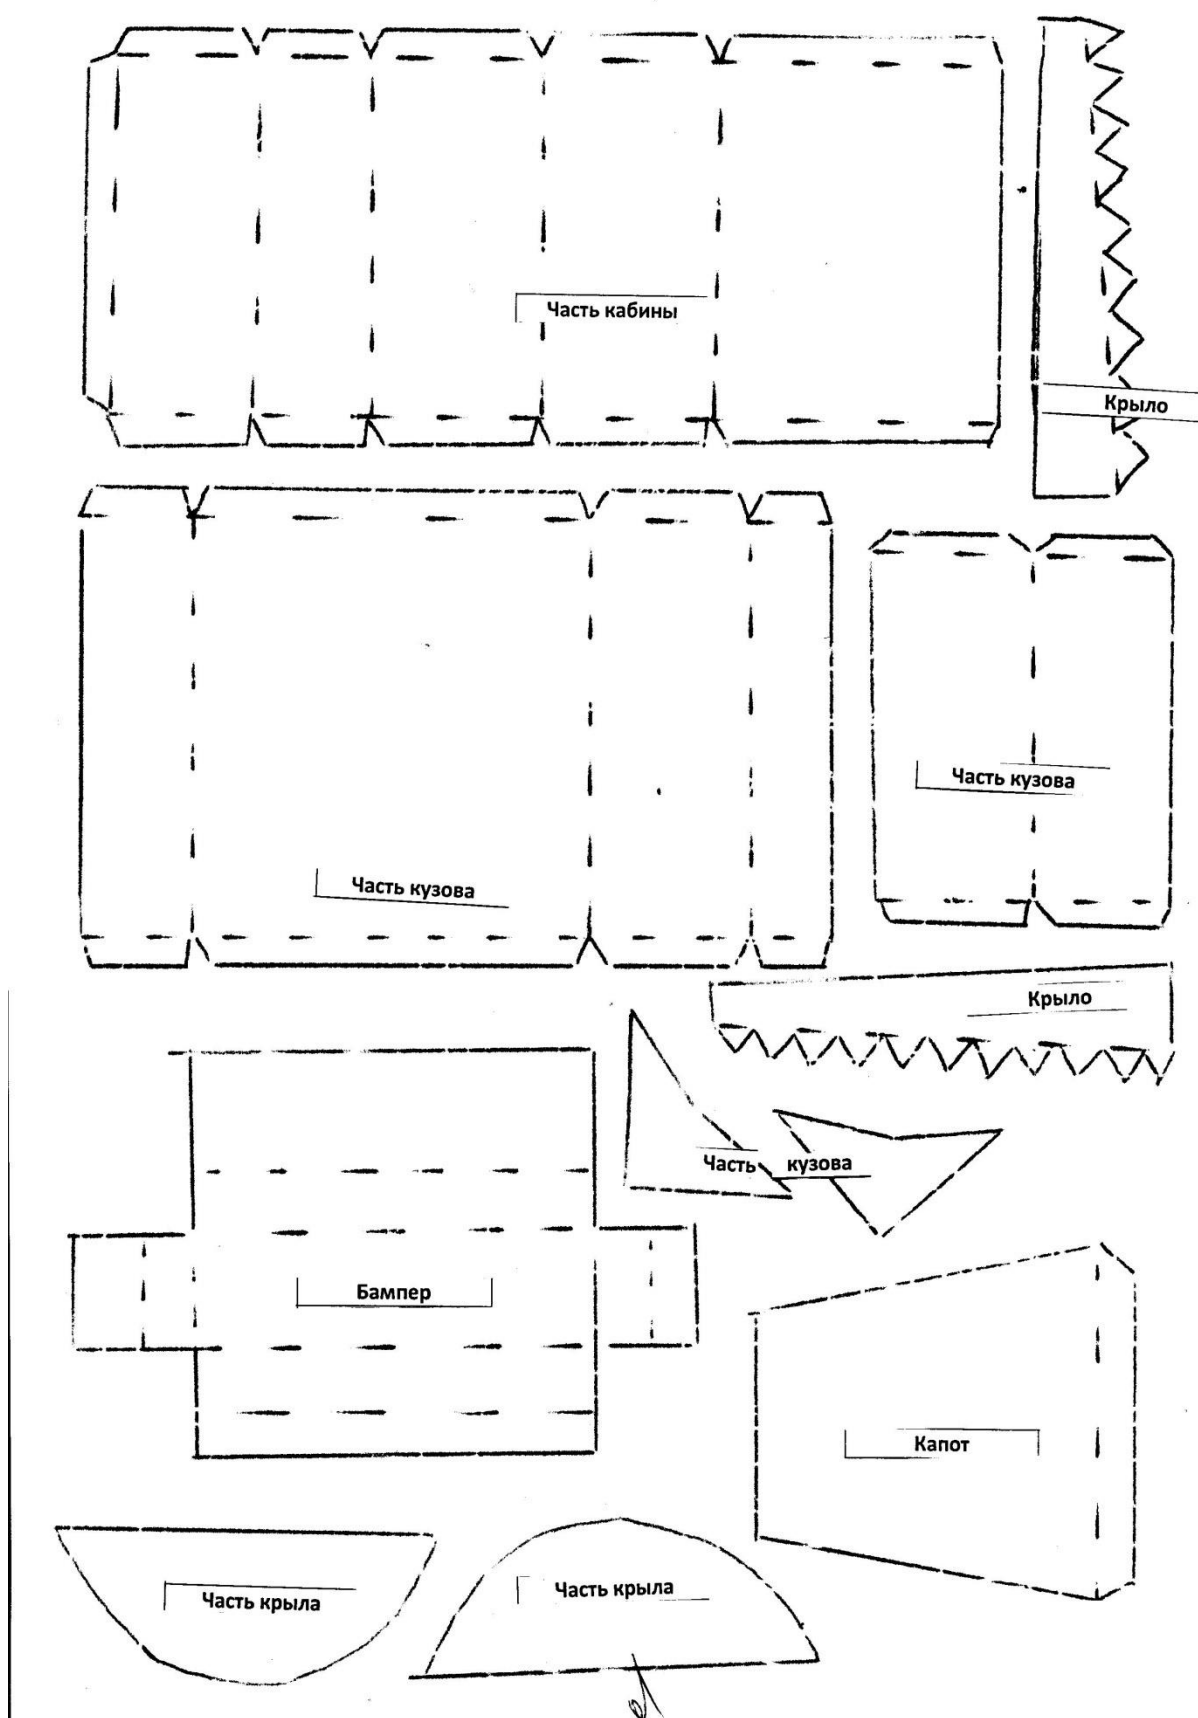 Часть кабины
Крыло
Часть кузова
Часть кузова
Крыло
Часть кузова
Бампер
Капот
Часть крыла
Часть крыла